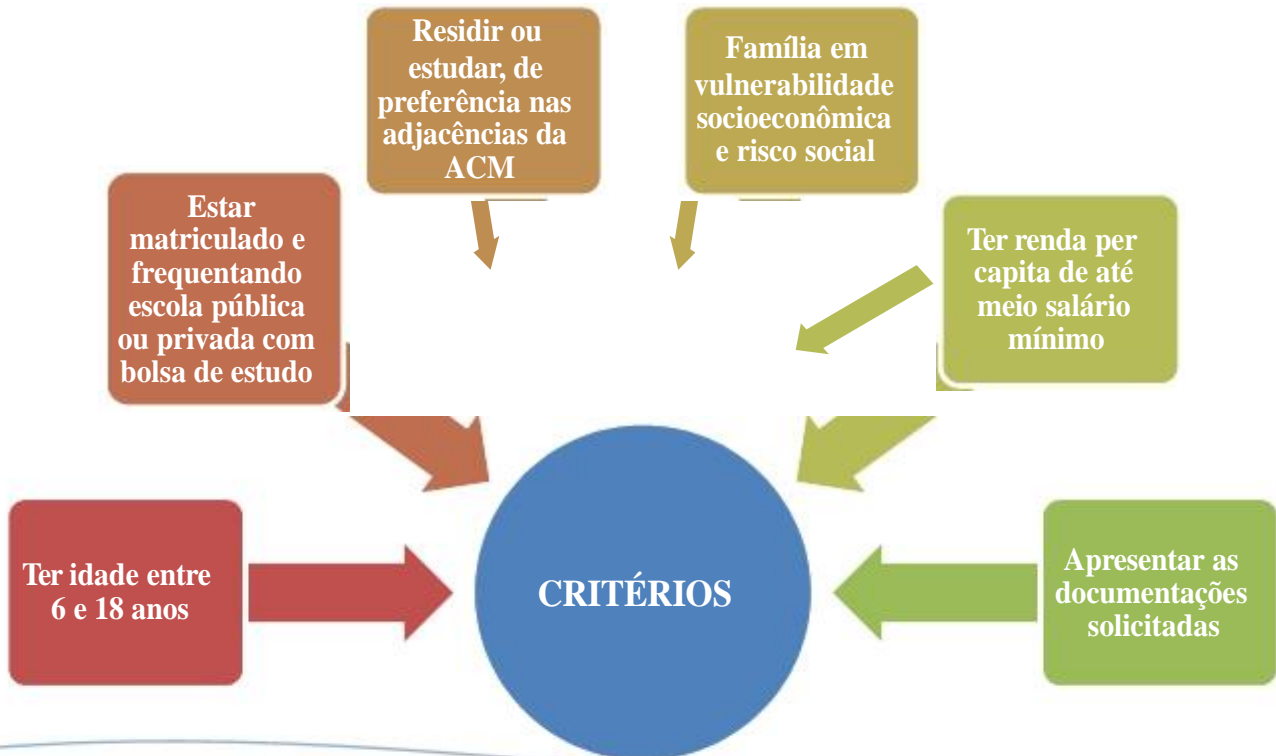 Residir ou
estudar, de
preferência nas
adjacências da
ACM
Família em
vulnerabilidade
socioeconômica
e risco social
Estar
matriculado e
frequentando
escola pública
ou privada com
bolsa de estudo
Ter renda per
capita de até
meio salário
mínimo
Ter idade entre
6 e 18 anos
CRITÉRIOS
Apresentar as
documentações
solicitadas